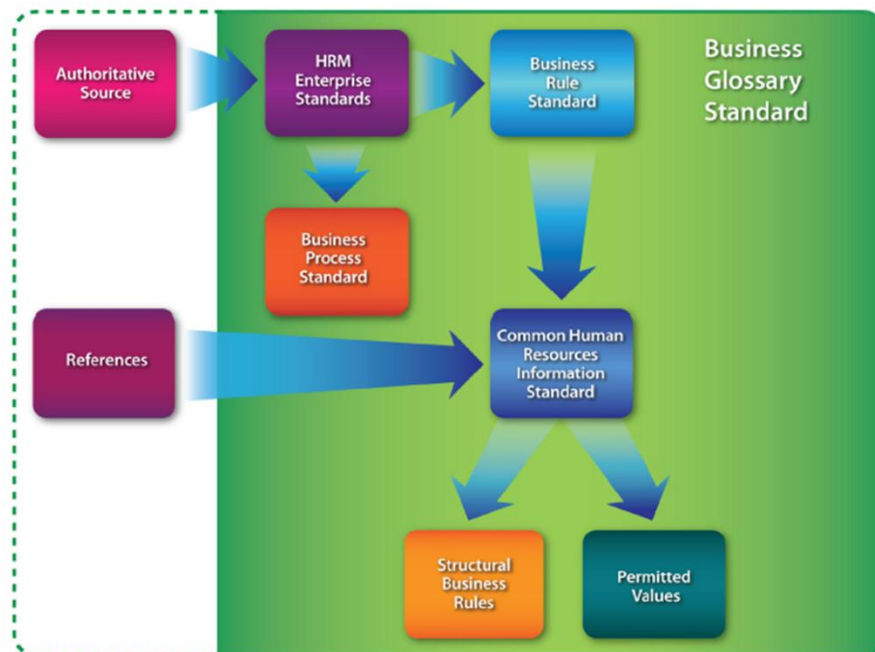 Authoritative
Source
HRM
Enterprise
Standards
Business
Rule
Standard
Business
Glossary
Standard
Business
Process
Standard
References
Common Human
Resources
Information
Standard
Structural
Business
Rules
Permitted
Values